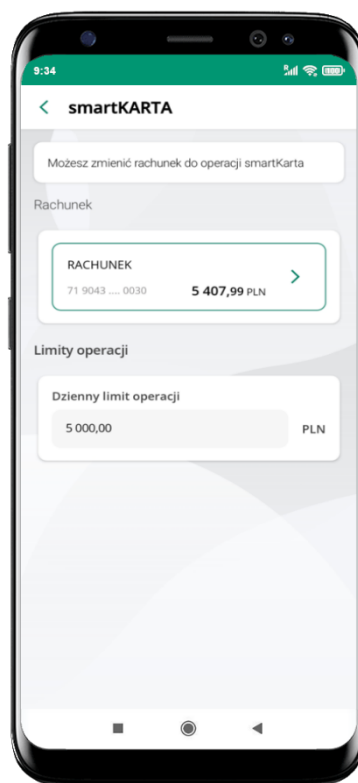 9:34
smartKARTA
Możesz zmienić rachunek do operacji smartKarta
Rachunek
RACHUNEK
71 9043 .... 0030 5 407,99 PLN
Limity operacji
Dzienny limit operacji
5 000,00 PLN